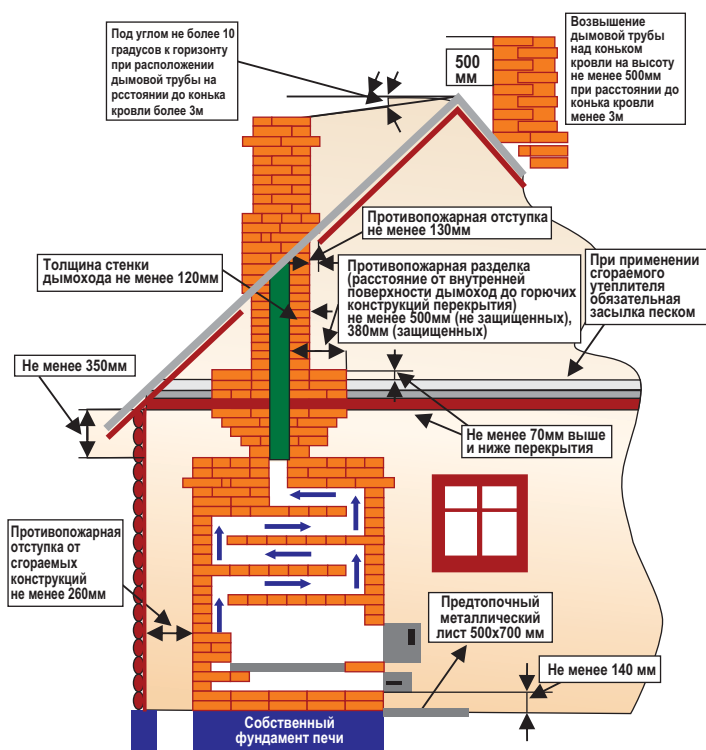 Под углом не более 10
градусов к горизонту
при расположении
дымовой трубы на
рстоянии до конька
кровли более 3м
500
мм
Возвышение
дымовой трубы
над коньком
кровли на высоту
не менее 500мм
при расстоянии до
конька кровли
менее 3м
Противопожарная отступка
не менее 130мм
Толщина стенки
дымохода не менее 120мм
Противопожарная разделка
(расстояние от внутренней
поверхности дымоход до горючих
конструкций перекрытия)
не менее 500мм (не защищенных),
380мм (защищенных)
При применении
сгораемого
утеплителя
обязательная
засылка песком
Не менее 350мм
Не менее 70мм выше
и ниже перекрытия
Противопожарная
отступка от
сгораемых
конструкций
не менее 260мм
Предтопочный
металлический
лист 500х700 мм
Не менее 140 мм
Собственный
фундамент печи